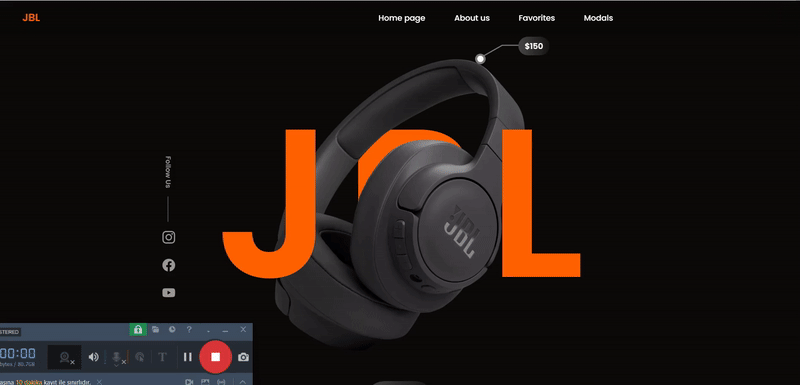 JBL
Home page About us Favorites Modals
$150
JBL
JBL
Follow Us
STERED
00:00
bytes / 80.7GB
asına 10 dakika kayıt ile sınırlıdır.